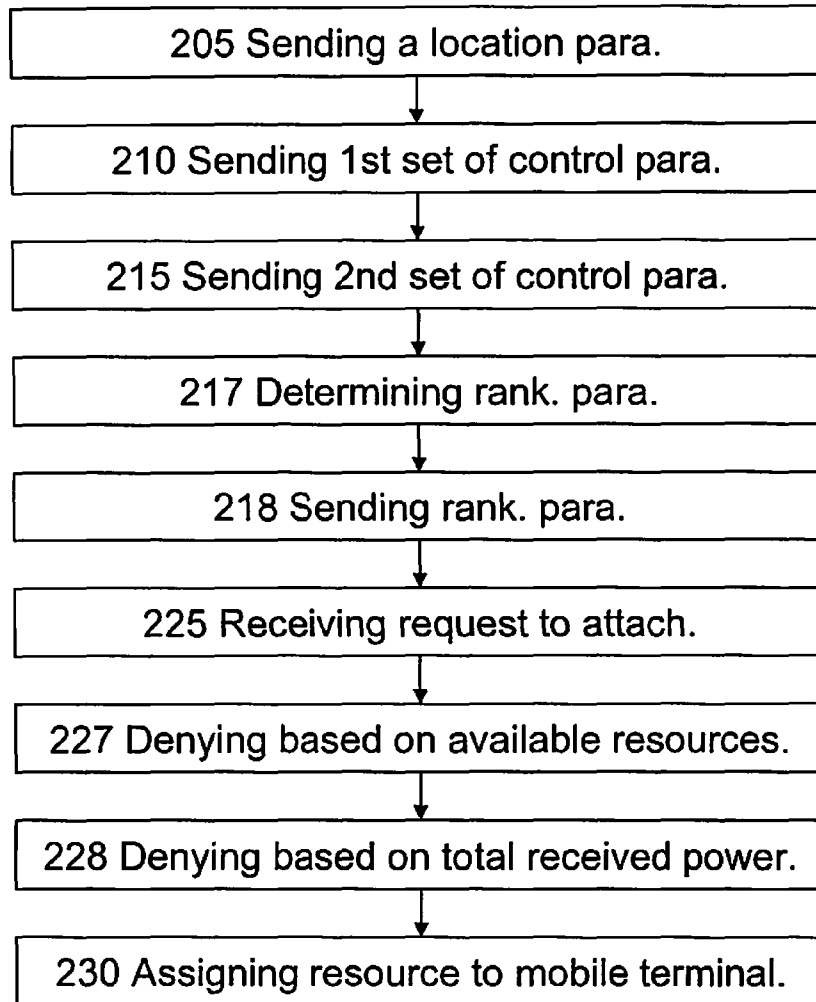 205 Sending a location para.
210 Sending 1st set of control para.
215 Sending 2nd set of control para.
217 Determining rank. para.
218 Sending rank. para.
225 Receiving request to attach.
227 Denying based on available resources.
228 Denying based on total received power.
230 Assigning resource to mobile terminal.